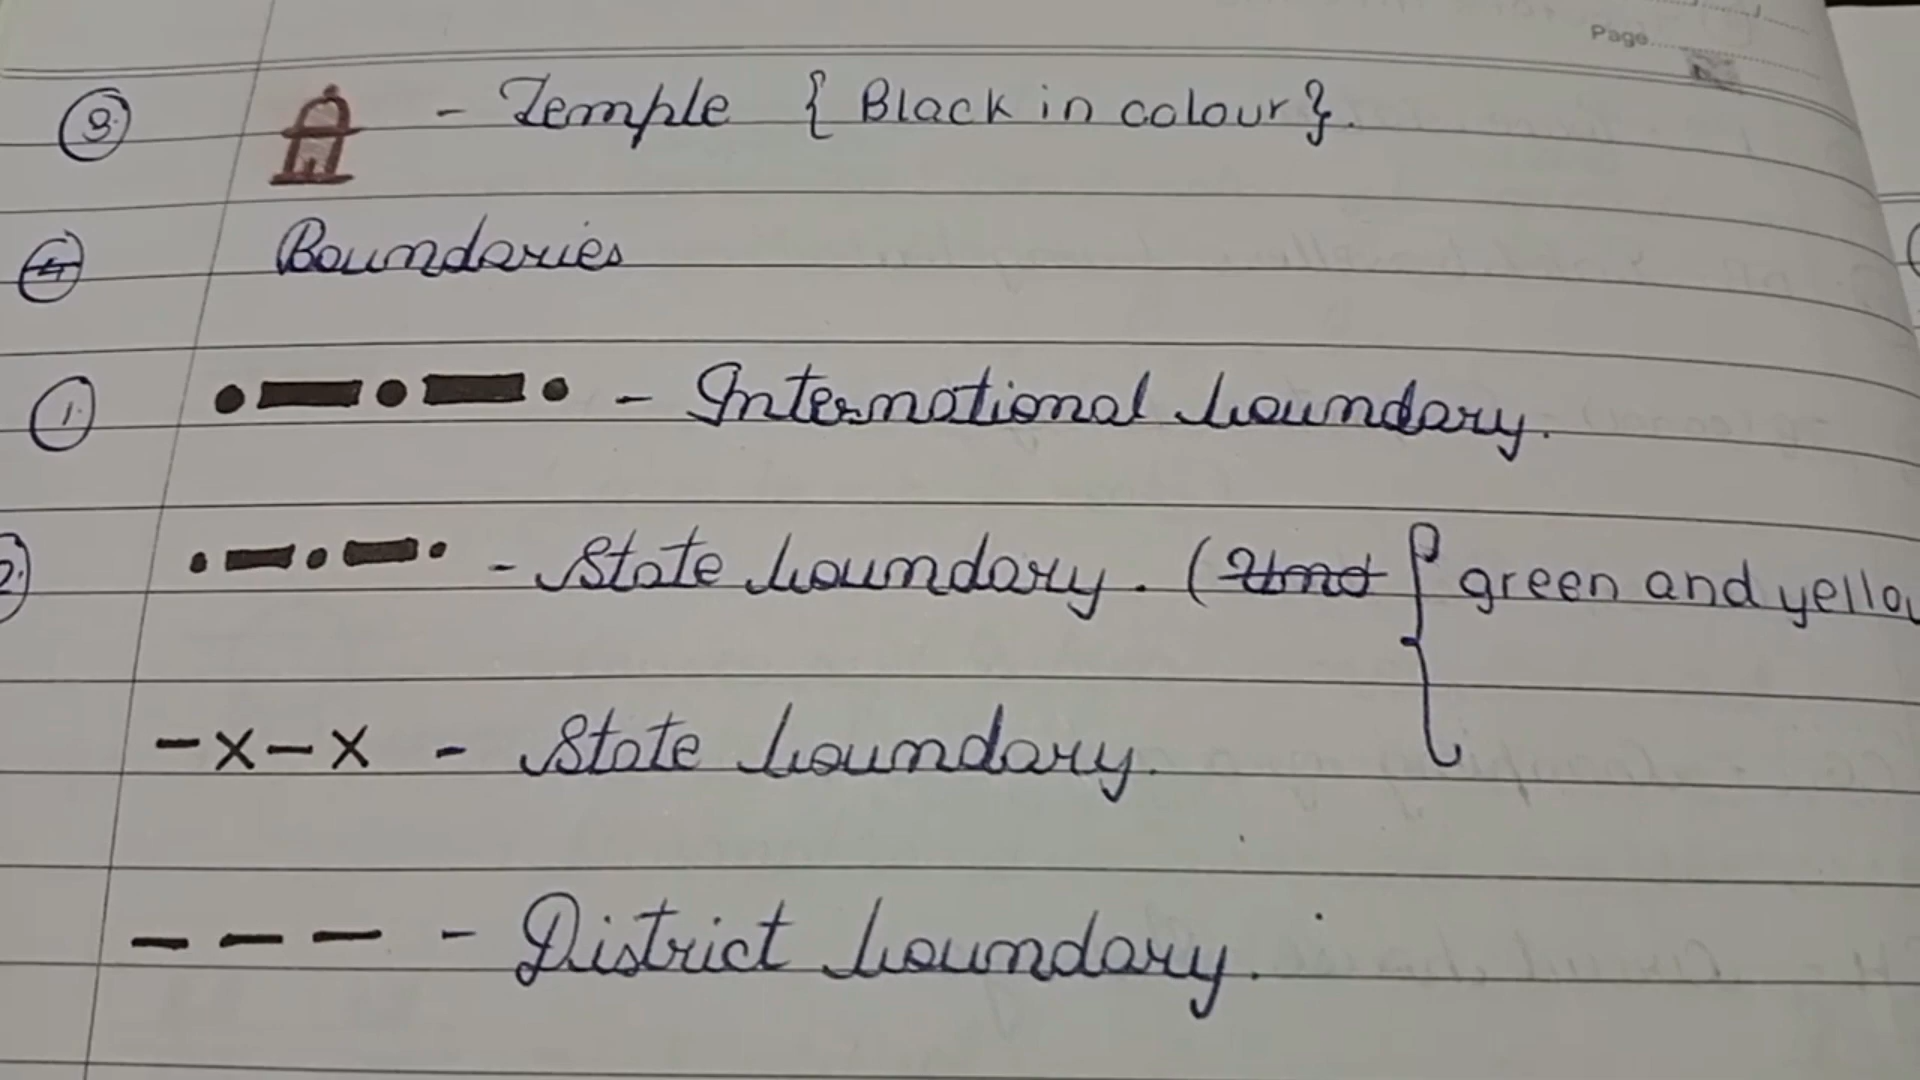 Page
3. - Temple { Black in colour }.
4 Boundaries
1. - International boundary.
2. - State boundary. ( { green and yellow
-x-x - State boundary.
- - - - District boundary.